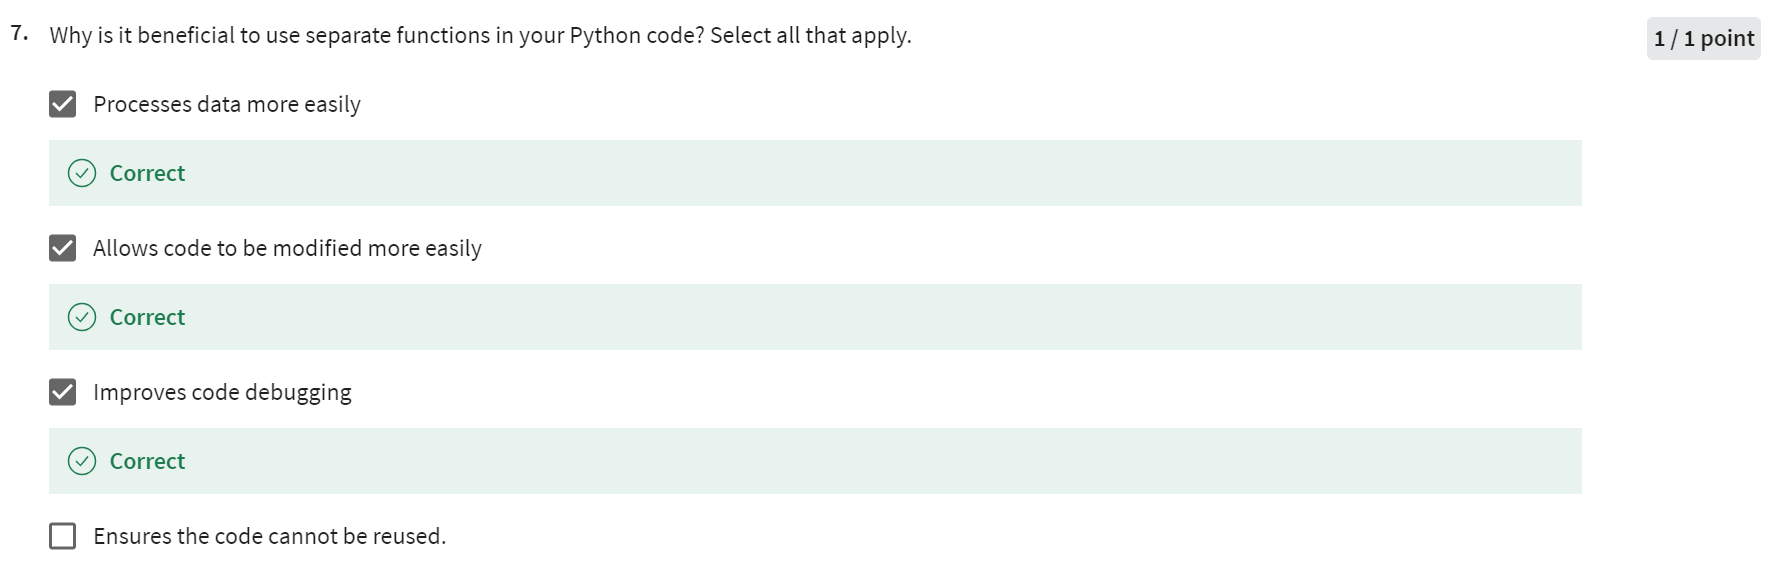 7. Why is it beneficial to use separate functions in your Python code? Select all that apply.
1 / 1 point
Processes data more easily
Correct
Allows code to be modified more easily
Correct
Improves code debugging
Correct
Ensures the code cannot be reused.